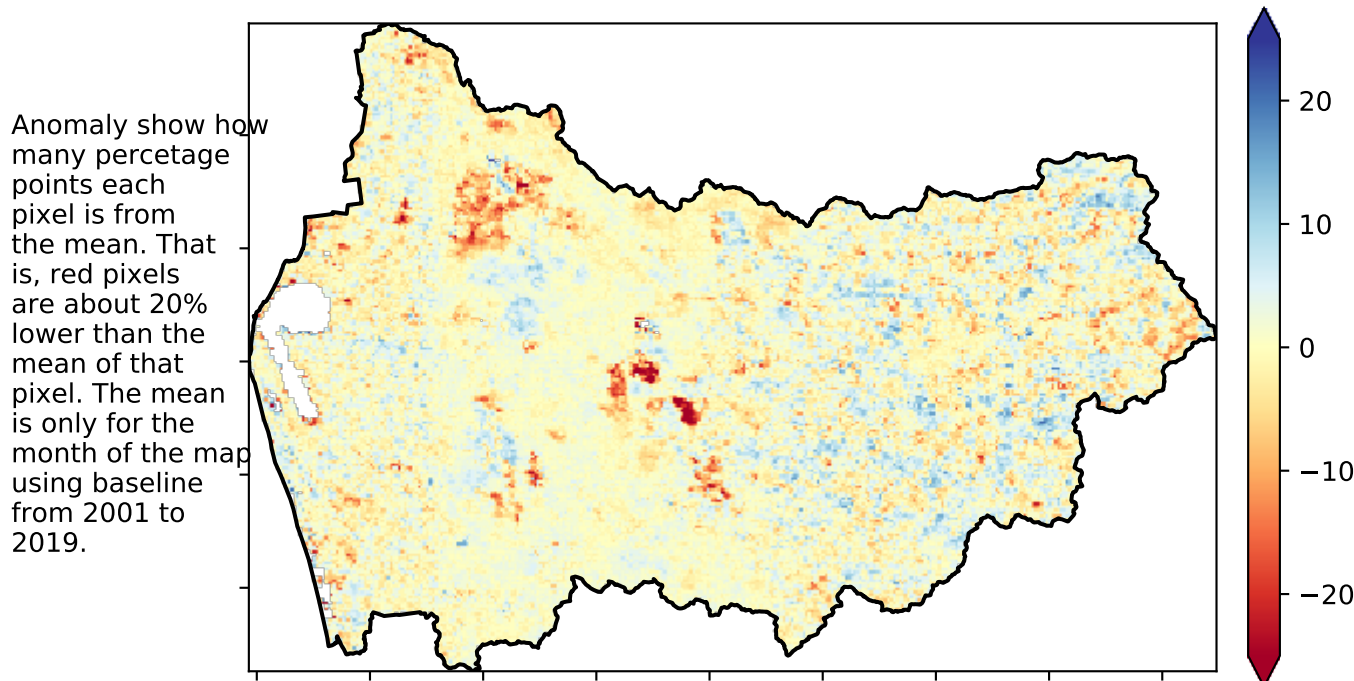 Anomaly show how
many percetage
points each
pixel is from
the mean. That
is, red pixels
are about 20%
lower than the
mean of that
pixel. The mean
is only for the
month of the map
using baseline
from 2001 to
2019.
20
10
0
−10
−20